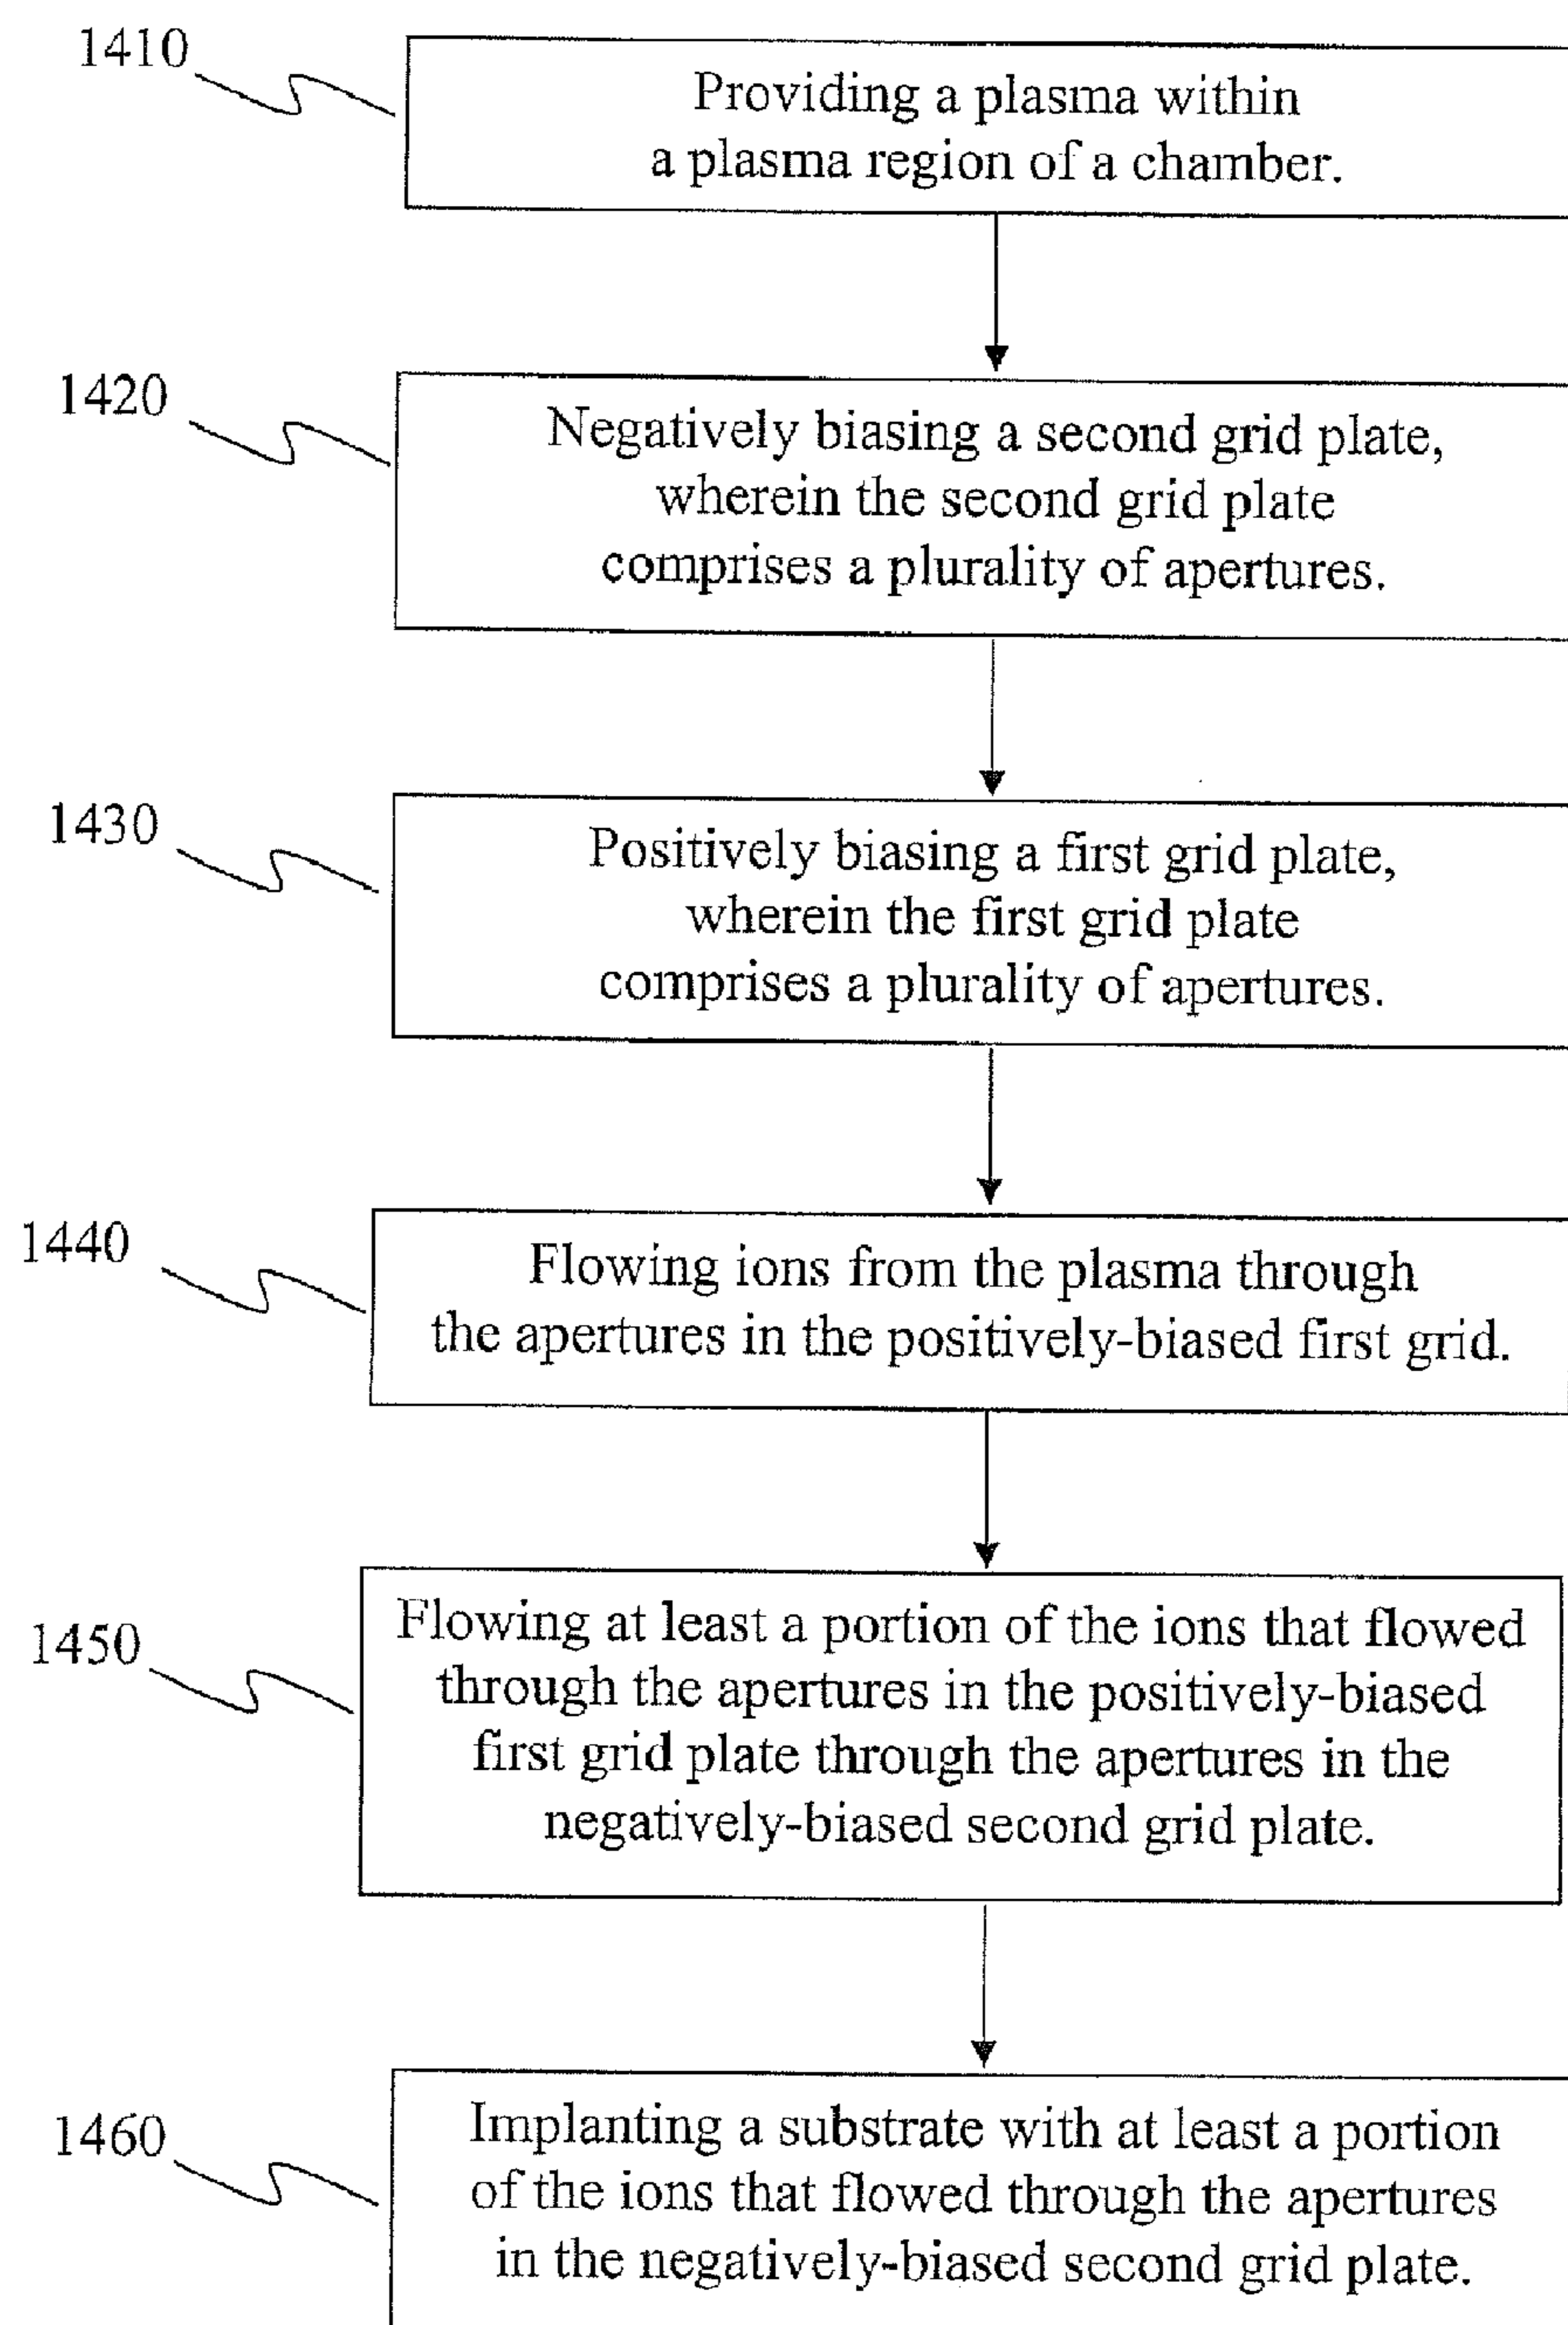 1410
Providing a plasma within
a plasma region of a chamber.
1420
Negatively biasing a second grid plate,
wherein the second grid plate
comprises a plurality of apertures.
1430
Positively biasing a first grid plate,
wherein the first grid plate
comprises a plurality of apertures.
1440
Flowing ions from the plasma through
the apertures in the positively-biased first grid.
1450
Flowing at least a portion of the ions that flowed
through the apertures in the positively-biased
first grid plate through the apertures in the
negatively-biased second grid plate.
1460
Implanting a substrate with at least a portion
of the ions that flowed through the apertures
in the negatively-biased second grid plate.